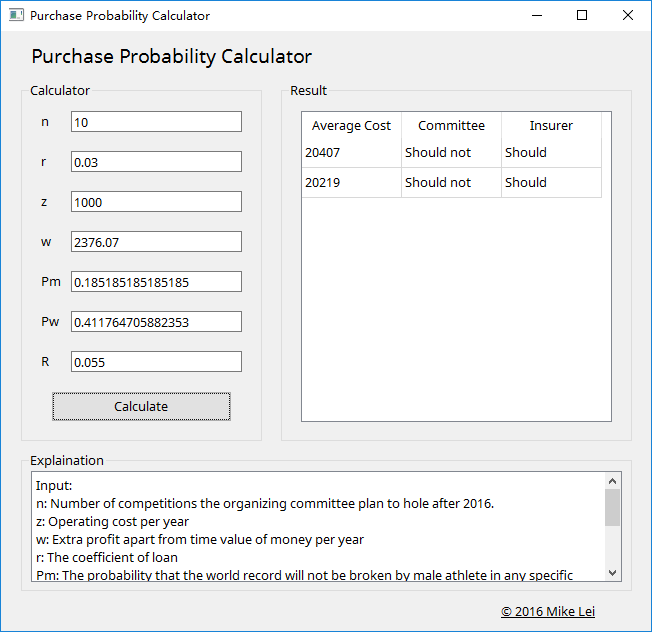 Purchase Probability Calculator
Purchase Probability Calculator
Calculator
n
10
r
0.03
z
1000
w
2376.07
Pm
0.185185185185185
Pw
0.411764705882353
R
0.055
Calculate
Result
Average Cost Committee Insurer
20407 Should not Should
20219 Should not Should
Explaination
Input:
n: Number of competitions the organizing committee plan to hole after 2016.
z: Operating cost per year
w: Extra profit apart from time value of money per year
r: The coefficient of loan
Pm: The probability that the world record will not be broken by male athlete in any specific
© 2016 Mike Lei